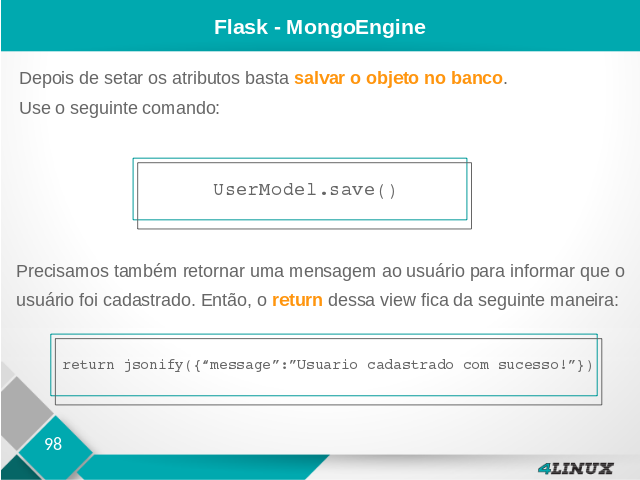 Flask - MongoEngine
Depois de setar os atributos basta salvar o objeto no banco.
Use o seguinte comando:
UserModel.save()
Precisamos também retornar uma mensagem ao usuário para informar que o
usuário foi cadastrado. Então, o return dessa view fica da seguinte maneira:
return jsonify({“message”:”Usuario cadastrado com sucesso!”})
98
4LINUX